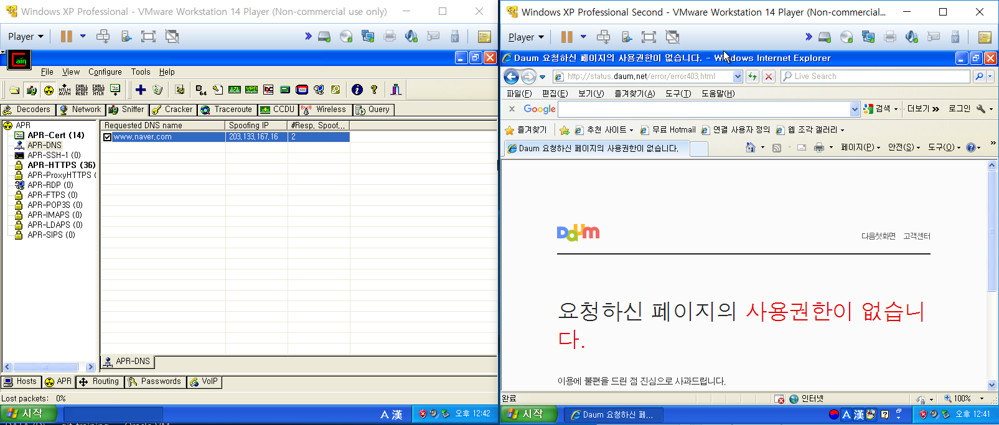 Windows XP Professional - VMware Workstation 14 Player (Non-commercial use only)
Player
Cain
File View Configure Tools Help
NTLM AUTH
CHALL SPOOF RESET
CHALL SPOOF NTLM
B 64
Decoders Network Sniffer Cracker Traceroute CCDU Wireless Query
APR
APR-Cert (14)
APR-DNS
APR-SSH-1 (0)
APR-HTTPS (36)
APR-ProxyHTTPS (
APR-RDP (0)
APR-FTPS (0)
APR-POP3S (0)
APR-IMAPS (0)
APR-LDAPS (0)
APR-SIPS (0)
Requested DNS name Spoofing IP #Resp. Spoof...
www.naver.com 203.133.167.16 2
APR-DNS
Hosts APR Routing Passwords VoIP
Lost packets: 0%
시작 A 漢 오후 12:42
Windows XP Professional Second - VMware Workstation 14 Player (Non-commercial...
Player
Daum 요청하신 페이지의 사용권한이 없습니다. - Windows Internet Explorer
http://status.daum.net/error/error403.html Live Search
파일(F) 편집(E) 보기(V) 즐겨찾기(A) 도구(T) 도움말(H)
x Google 검색 더보기 » 로그인
즐겨찾기 추천 사이트 무료 Hotmail 연결 사용자 정의 웹 조각 갤러리
Daum 요청하신 페이지의 사용권한이 없습니다. 페이지(P) 안전(S) 도구(O) »
Daum
다음첫화면 고객센터
요청하신 페이지의 사용권한이 없습니
다.
이용에 불편을 드린 점 진심으로 사과드립니다.
완료 인터넷 100%
시작 Daum 요청하신 페... A 漢 오후 12:41